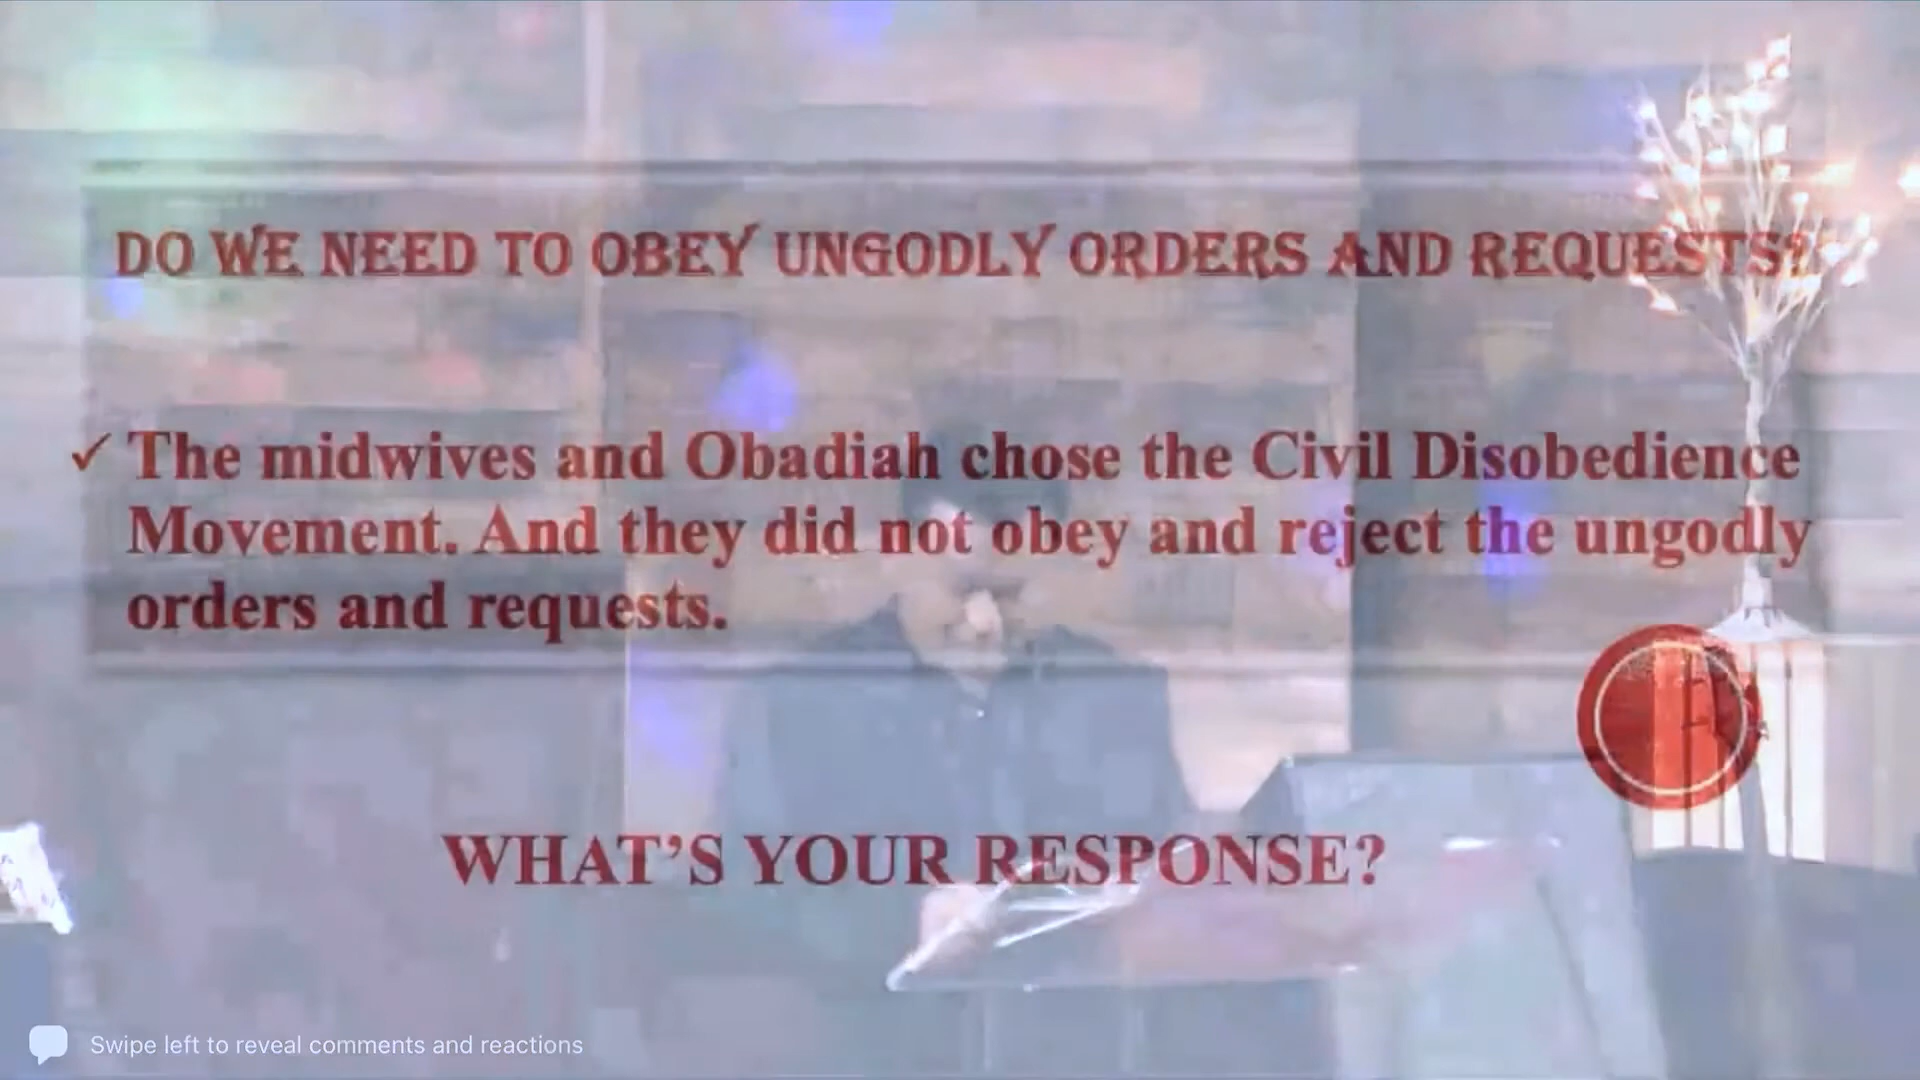 DO WE NEED TO OBEY UNGODLY ORDERS AND REQUESTS?
✓ The midwives and Obadiah chose the Civil Disobedience
Movement. And they did not obey and reject the ungodly
orders and requests.
WHAT'S YOUR RESPONSE?
Swipe left to reveal comments and reactions